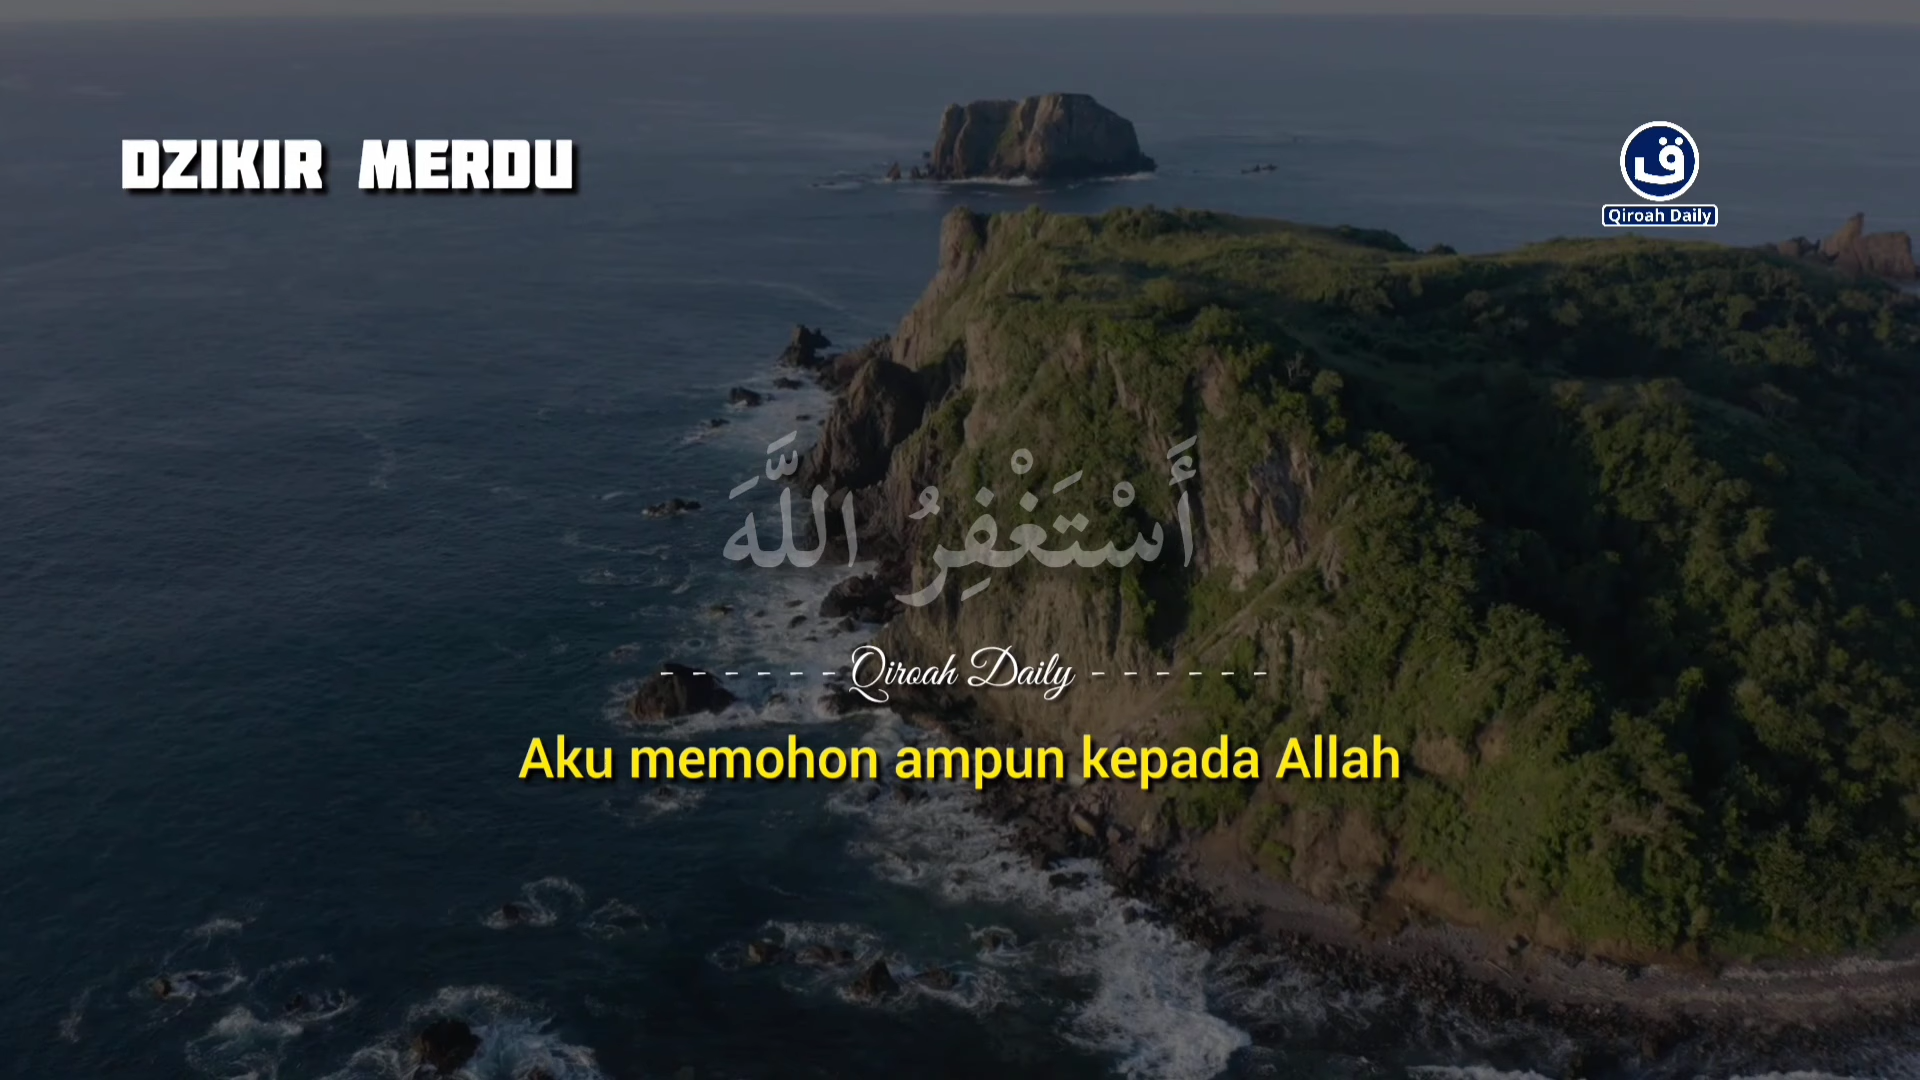 DZIKIR MERDU
ق
Qiroah Daily
أَسْتَغْفِرُ اللَّهَ
- - - - - - Qiroah Daily - - - - - -
Aku memohon ampun kepada Allah